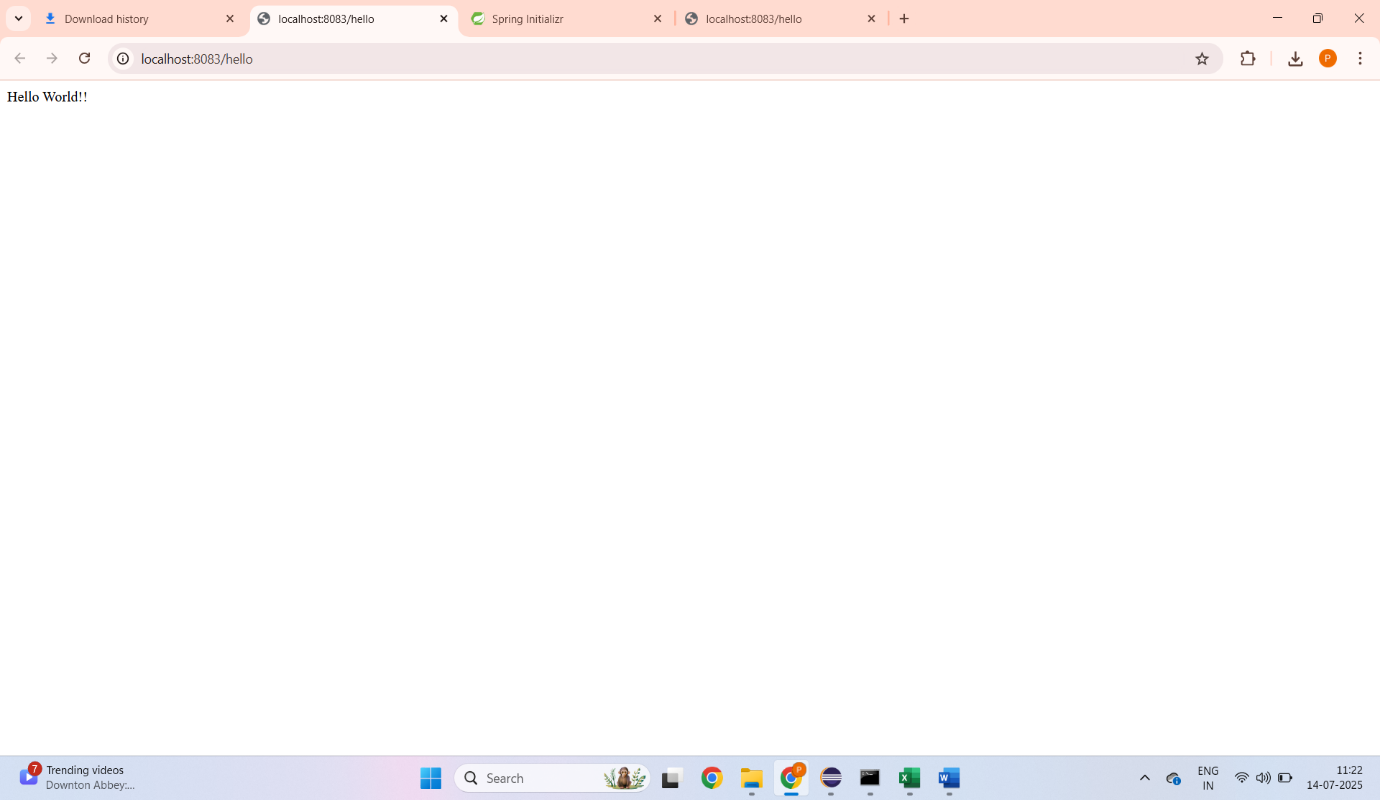 Download history
localhost:8083/hello
Spring Initializr
localhost:8083/hello
localhost:8083/hello
P
Hello World!!
7
Trending videos
Downton Abbey:...
Search
P
X
W
ENG
IN
11:22
14-07-2025